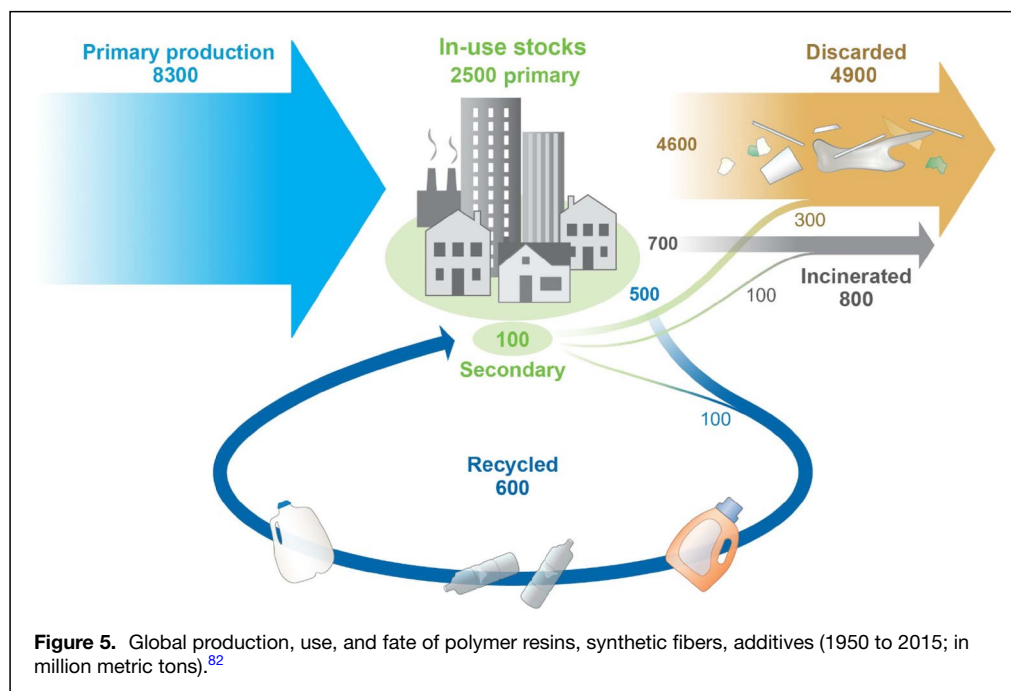 Primary production
8300
In-use stocks
2500 primary
Discarded
4900
4600
300
700
Incinerated
800
500
100
100
Secondary
100
Recycled
600
Figure 5. Global production, use, and fate of polymer resins, synthetic fibers, additives (1950 to 2015; in
million metric tons).82